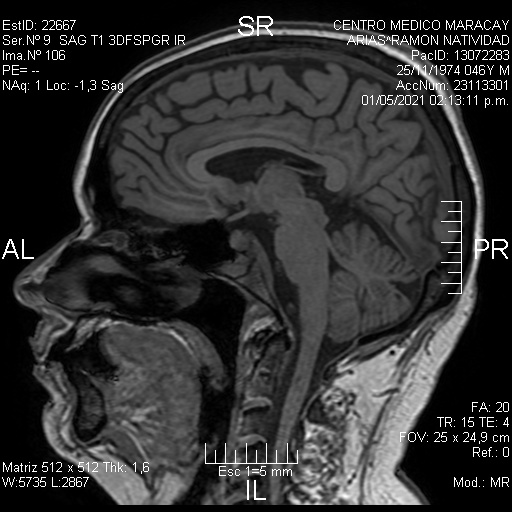 EstID: 22667
Ser.Nº 9 SAG T1 3DFSPGR IR
Ima.Nº 106
PE= --
NAq: 1 Loc: -1,3 Sag
SR
CENTRO MEDICO MARACAY
ARIAS^RAMON NATIVIDAD
PacID: 13072283
25/11/1974 046Y M
AccNum: 23113301
01/05/2021 02:13:11 p.m.
AL
PR
FA: 20
TR: 15 TE: 4
FOV: 25 x 24,9 cm
Ref.: 0
Mod.: MR
Matriz 512 x 512 Thk: 1,6
W:5735 L:2867
Esc 1=5 mm
IL